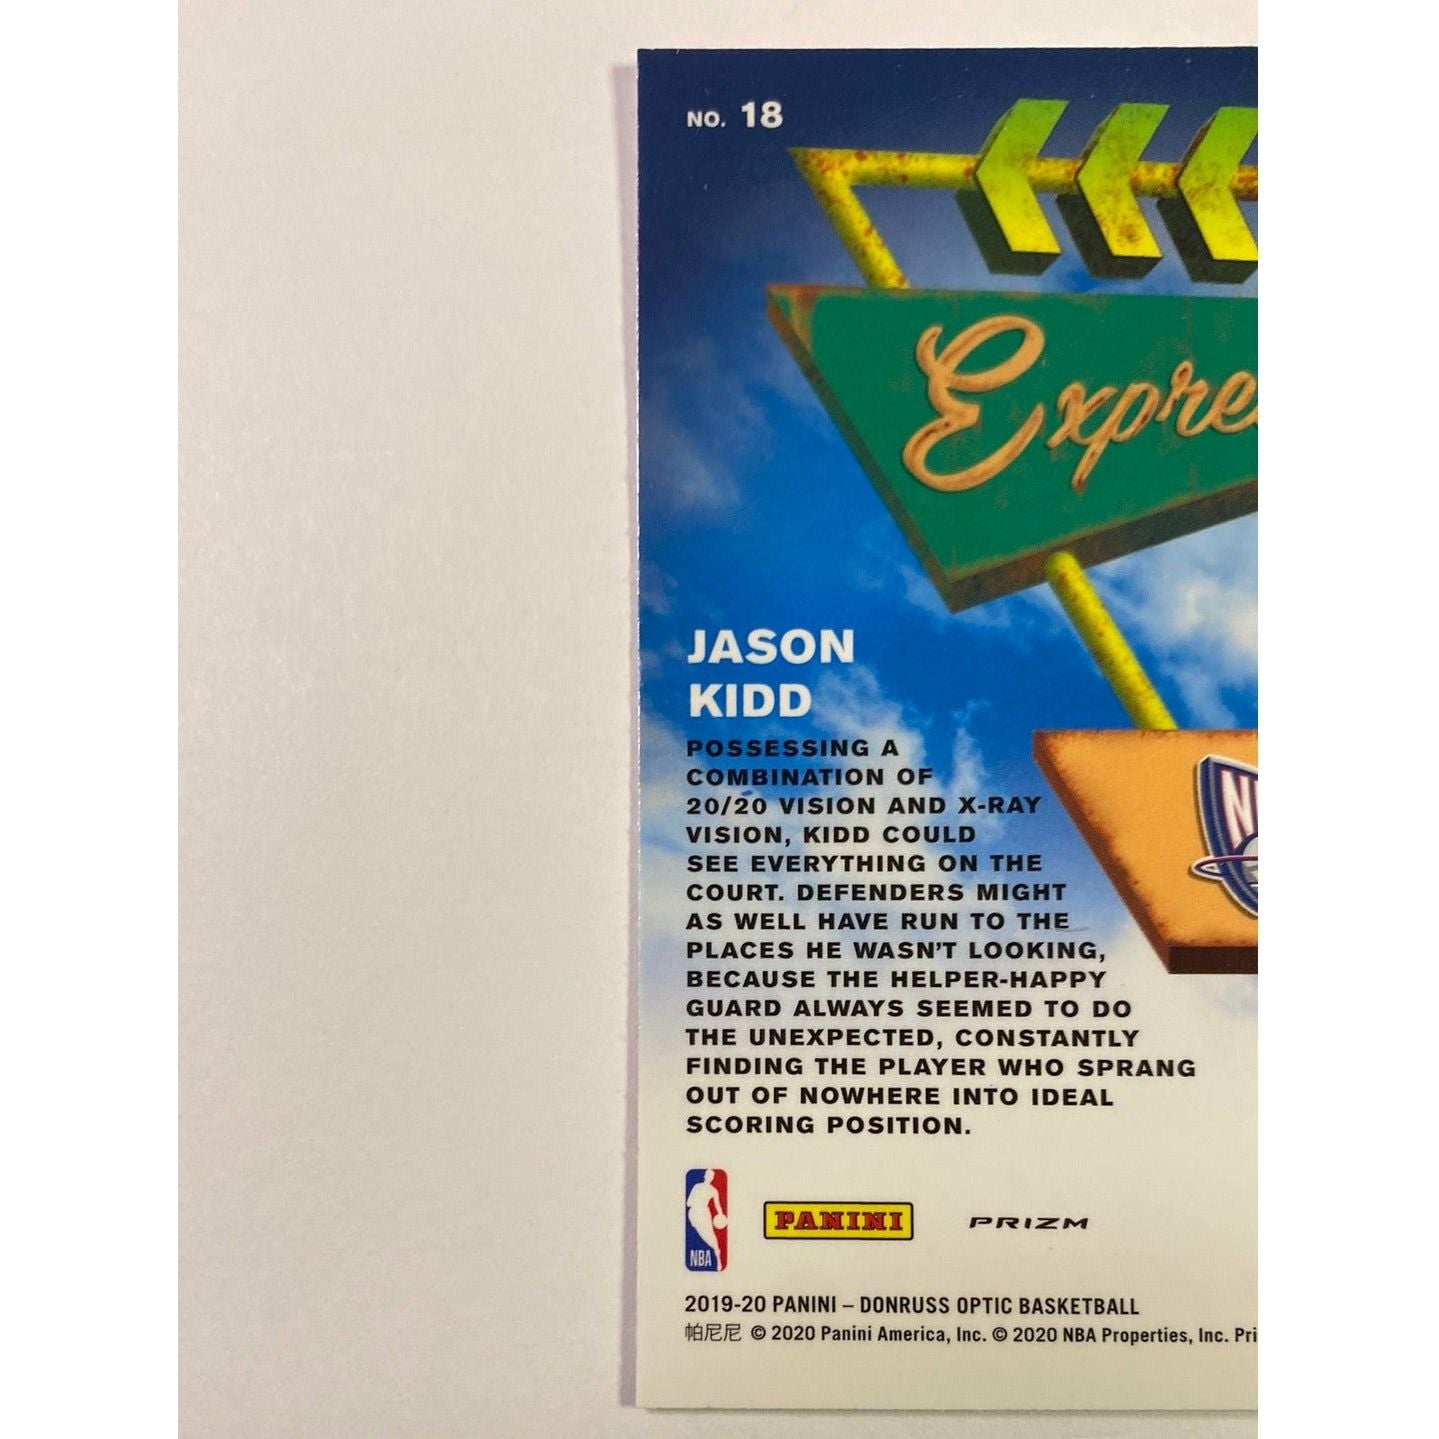 NO. 18
JASON
KIDD
POSSESSING A
COMBINATION OF
20/20 VISION AND X-RAY
VISION, KIDD COULD
SEE EVERYTHING ON THE
COURT. DEFENDERS MIGHT
AS WELL HAVE RUN TO THE
PLACES HE WASN'T LOOKING,
BECAUSE THE HELPER-HAPPY
GUARD ALWAYS SEEMED TO DO
THE UNEXPECTED, CONSTANTLY
FINDING THE PLAYER WHO SPRANG
OUT OF NOWHERE INTO IDEAL
SCORING POSITION.
NBA
PANINI
PRIZM
2019-20 PANINI – DONRUSS OPTIC BASKETBALL
帕尼尼 © 2020 Panini America, Inc. © 2020 NBA Properties, Inc.